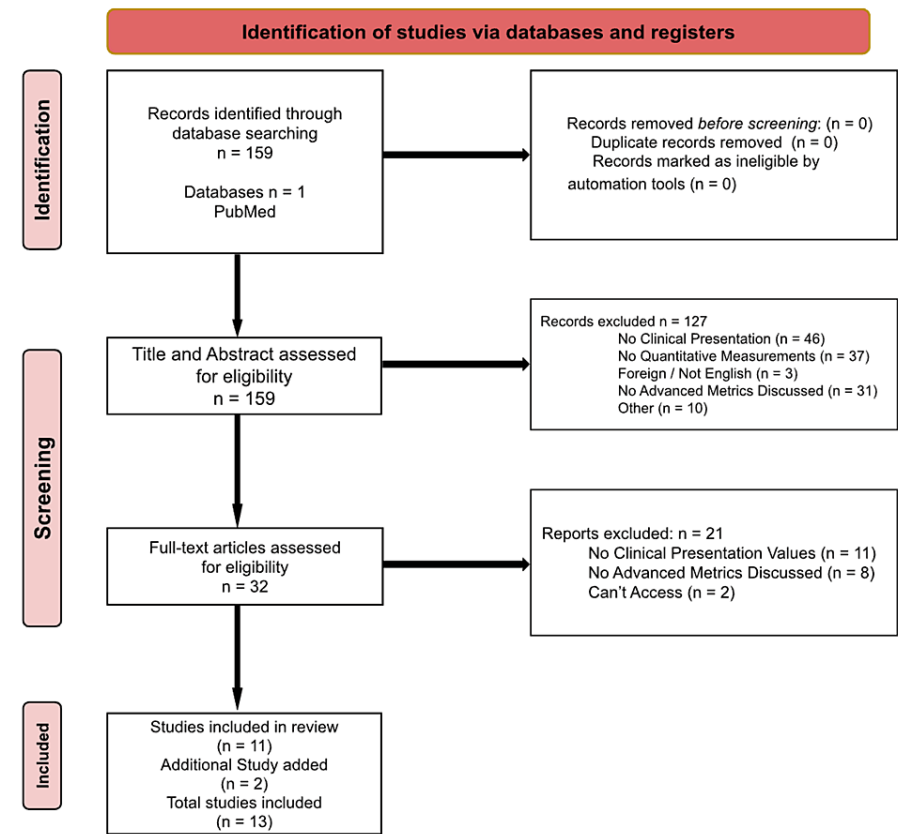 Identification of studies via databases and registers
Identification
Records identified through
database searching
n = 159
Databases n = 1
PubMed
Records removed before screening: (n = 0)
Duplicate records removed (n = 0)
Records marked as ineligible by
automation tools (n = 0)
Screening
Title and Abstract assessed
for eligibility
n = 159
Records excluded n = 127
No Clinical Presentation (n = 46)
No Quantitative Measurements (n = 37)
Foreign / Not English (n = 3)
No Advanced Metrics Discussed (n = 31)
Other (n = 10)
Full-text articles assessed
for eligibility
n = 32
Reports excluded: n = 21
No Clinical Presentation Values (n = 11)
No Advanced Metrics Discussed (n = 8)
Can't Access (n = 2)
Included
Studies included in review
(n = 11)
Additional Study added
(n = 2)
Total studies included
(n = 13)